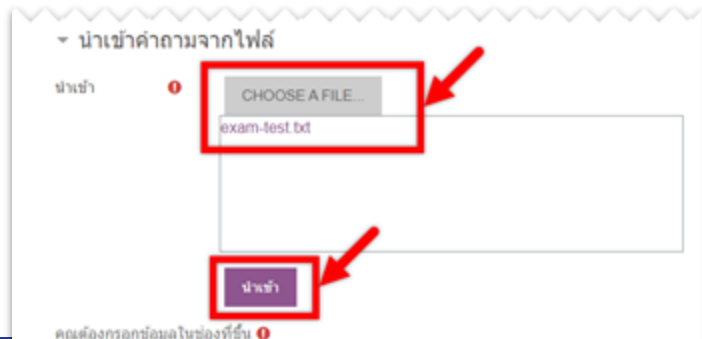 นำเข้าคำถามจากไฟล์
นำเข้า
CHOOSE A FILE...
exam-test.txt
นำเข้า
คุณต้องกรอกข้อมูลในช่องที่ขึ้น